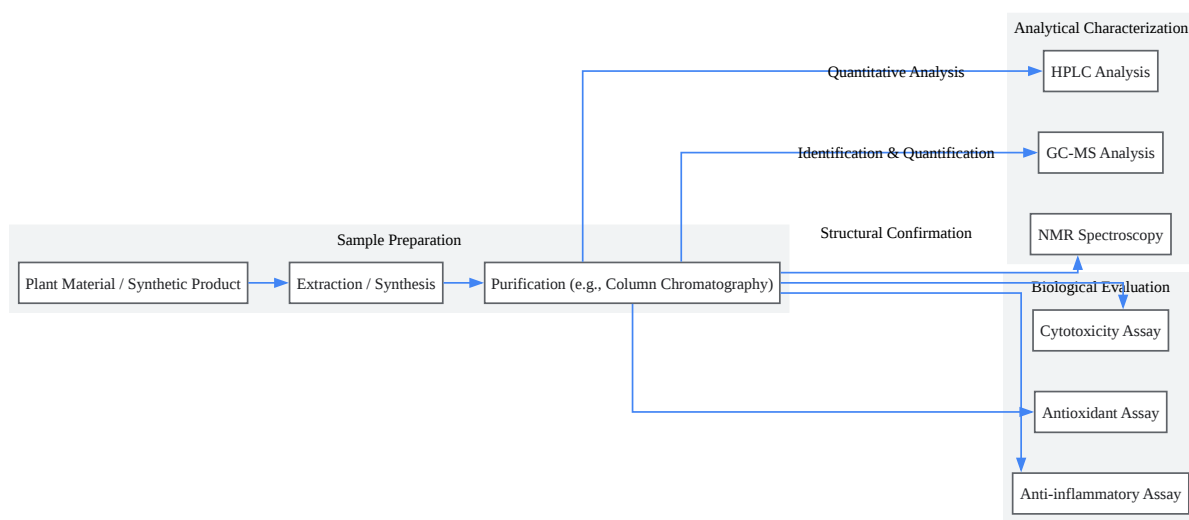 Analytical Characterization
Quantitative Analysis
HPLC Analysis
Identification & Quantification
GC-MS Analysis
Structural Confirmation
NMR Spectroscopy
Sample Preparation
Plant Material / Synthetic Product
Extraction / Synthesis
Purification (e.g., Column Chromatography)
Biological Evaluation
Cytotoxicity Assay
Antioxidant Assay
Anti-inflammatory Assay